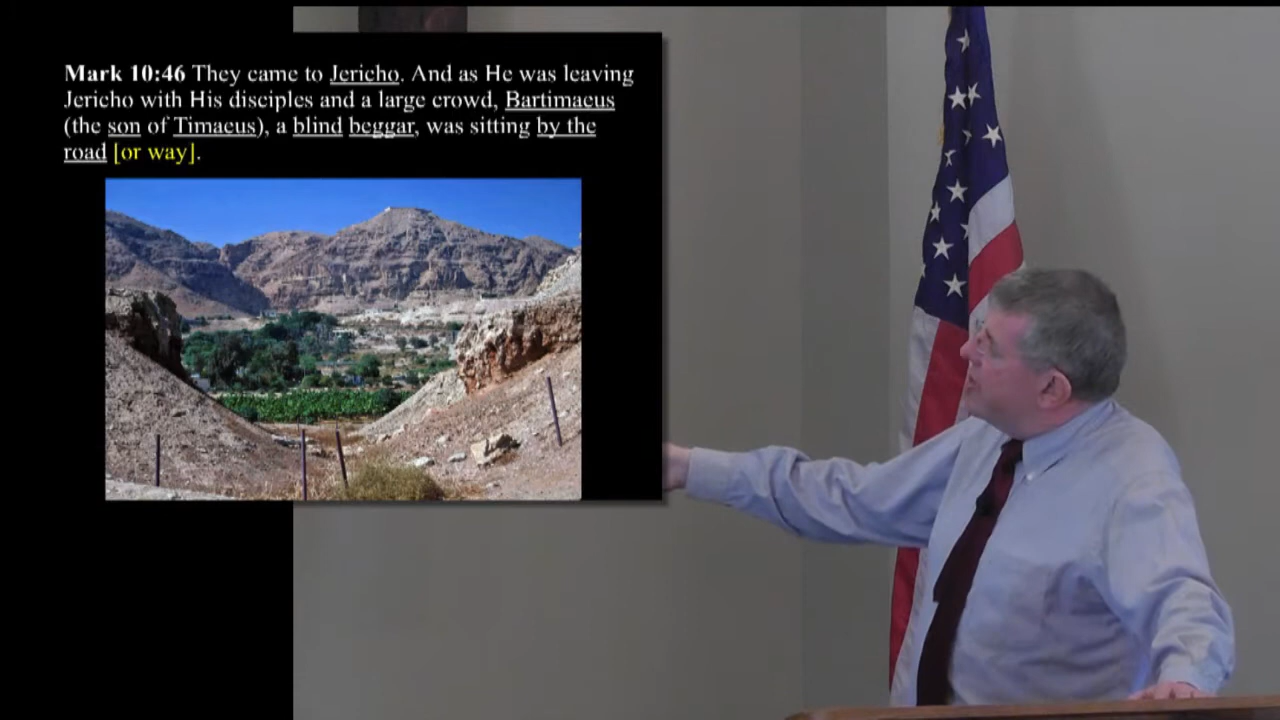 Mark 10:46 They came to Jericho. And as He was leaving
Jericho with His disciples and a large crowd, Bartimaeus
(the son of Timaeus), a blind beggar, was sitting by the
road [or way].